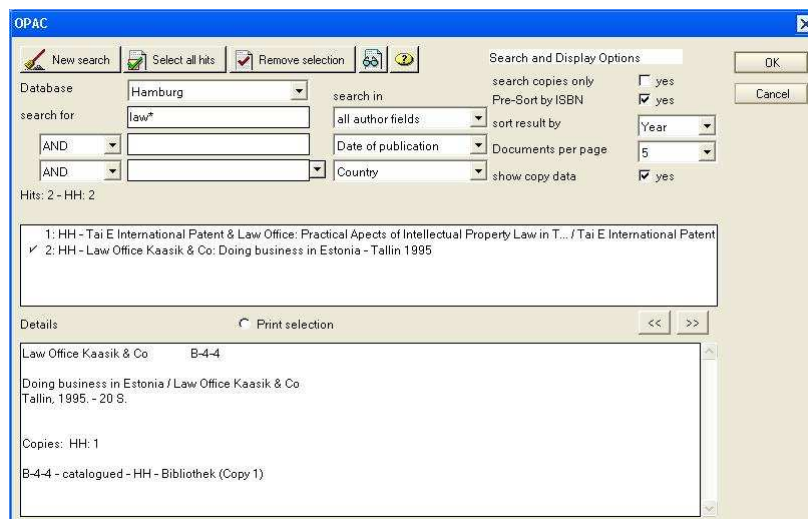 OPAC
New search Select all hits Remove selection Search and Display Options OK
search copies only yes
Database Hamburg search in Pre-Sort by ISBN yes Cancel
search for law* all author fields sort result by Year
AND Date of publication Documents per page 5
AND Country show copy data yes
Hits: 2 - HH: 2
1: HH - Tai E International Patent & Law Office: Practical Apects of Intellectual Property Law in T... / Tai E International Patent
2: HH - Law Office Kaasik & Co: Doing business in Estonia - Tallin 1995
Details Print selection << >>
Law Office Kaasik & Co B-4-4
Doing business in Estonia / Law Office Kaasik & Co
Tallin, 1995. - 20 S.
Copies: HH: 1
B-4-4 - catalogued - HH - Bibliothek (Copy 1)